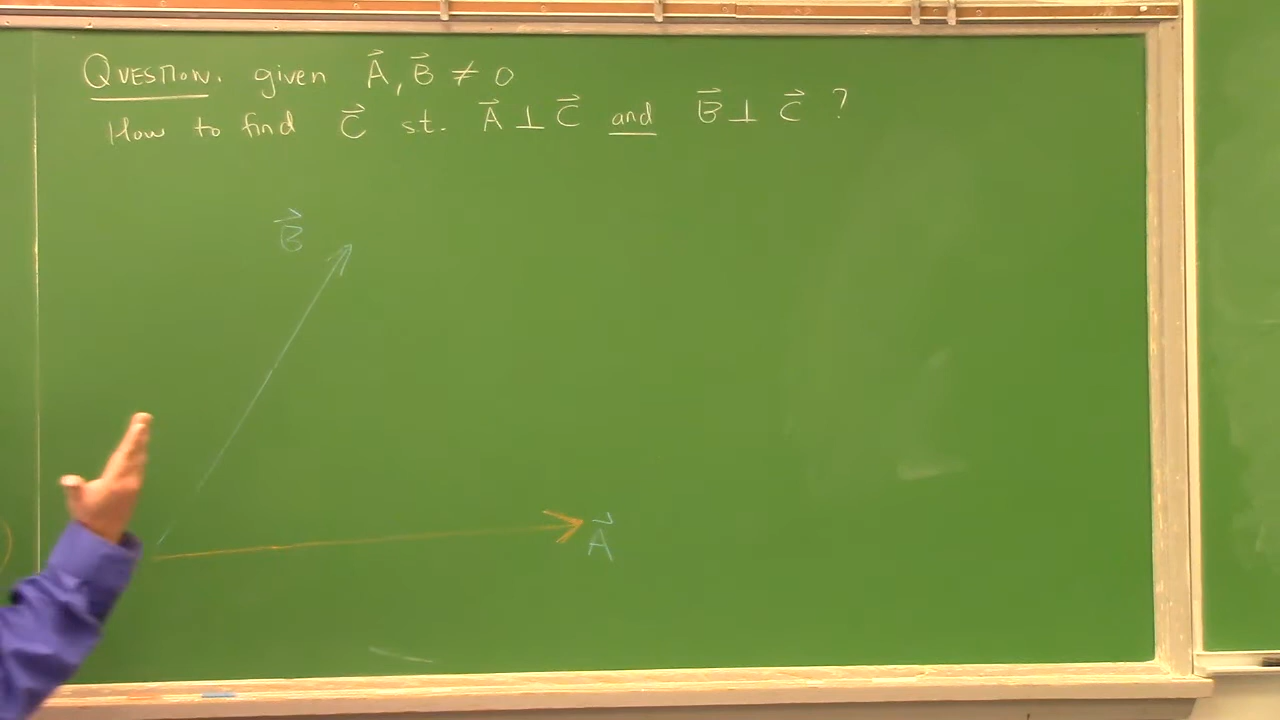 QUESTION. given A⃗, B⃗ ≠ 0
How to find C⃗ st. A⃗ ⊥ C⃗ and B⃗ ⊥ C⃗ ?
B⃗
A⃗